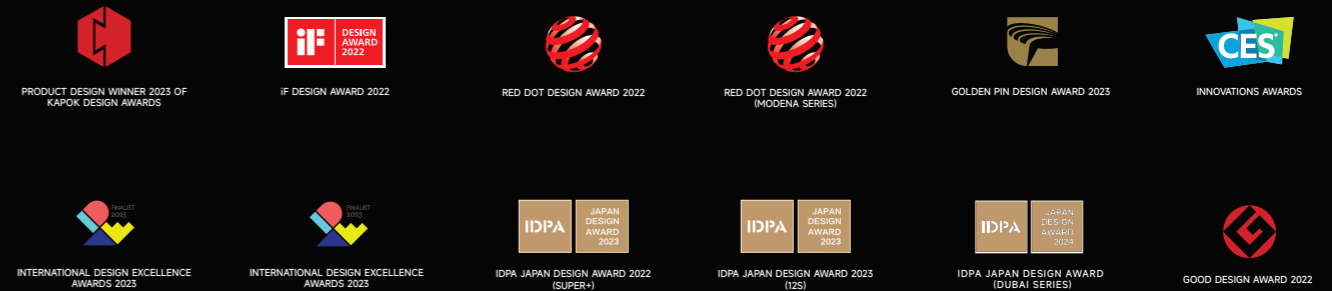 iF DESIGN AWARD 2022
CES
PRODUCT DESIGN WINNER 2023 OF
KAPOK DESIGN AWARDS
iF DESIGN AWARD 2022
RED DOT DESIGN AWARD 2022
RED DOT DESIGN AWARD 2022
(MODENA SERIES)
GOLDEN PIN DESIGN AWARD 2023
INNOVATIONS AWARDS
FINALIST
2023
FINALIST
2023
IDPA
JAPAN
DESIGN
AWARD
2023
IDPA
JAPAN
DESIGN
AWARD
2023
IDPA
JAPAN
DESIGN
AWARD
2024
INTERNATIONAL DESIGN EXCELLENCE
AWARDS 2023
INTERNATIONAL DESIGN EXCELLENCE
AWARDS 2023
IDPA JAPAN DESIGN AWARD 2022
(SUPER+)
IDPA JAPAN DESIGN AWARD 2023
(12S)
IDPA JAPAN DESIGN AWARD
(DUBAI SERIES)
GOOD DESIGN AWARD 2022